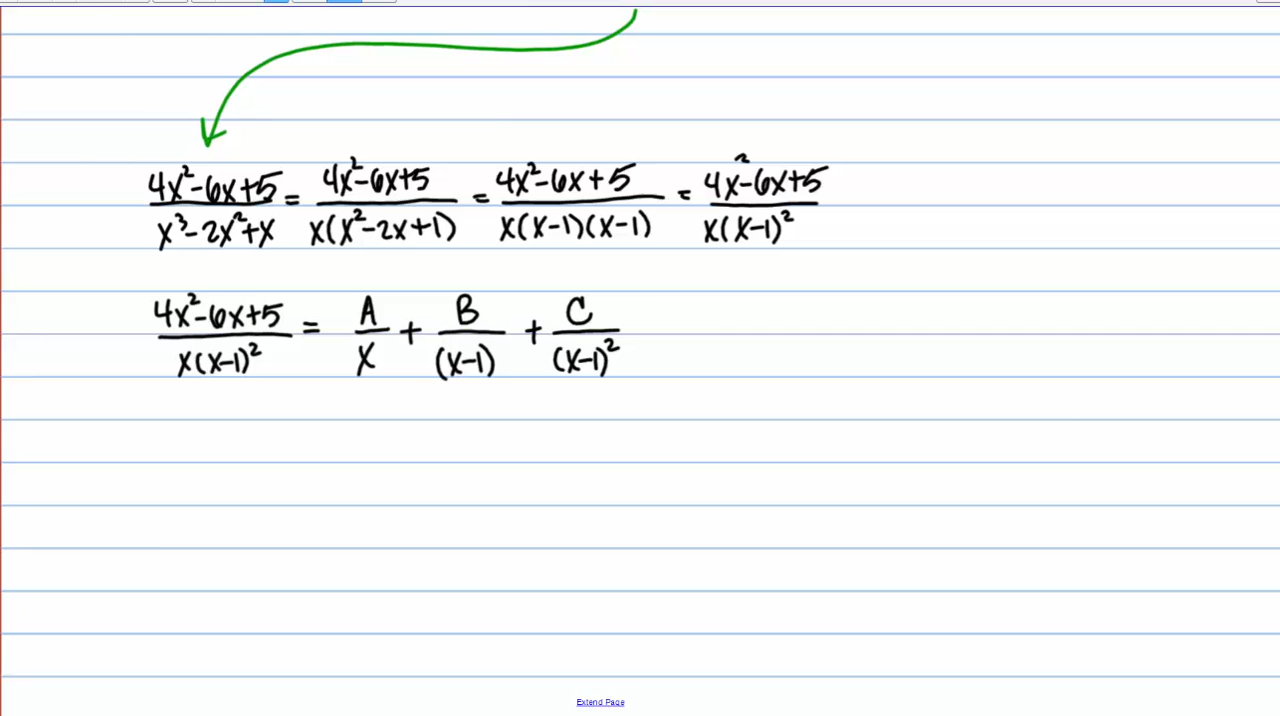 (4x²-6x+5)/(x³-2x²+x) = (4x²-6x+5)/(x(x²-2x+1)) = (4x²-6x+5)/(x(x-1)(x-1)) = (4x²-6x+5)/(x(x-1)²)
(4x²-6x+5)/(x(x-1)²) = A/x + B/(x-1) + C/(x-1)²
Extend Page